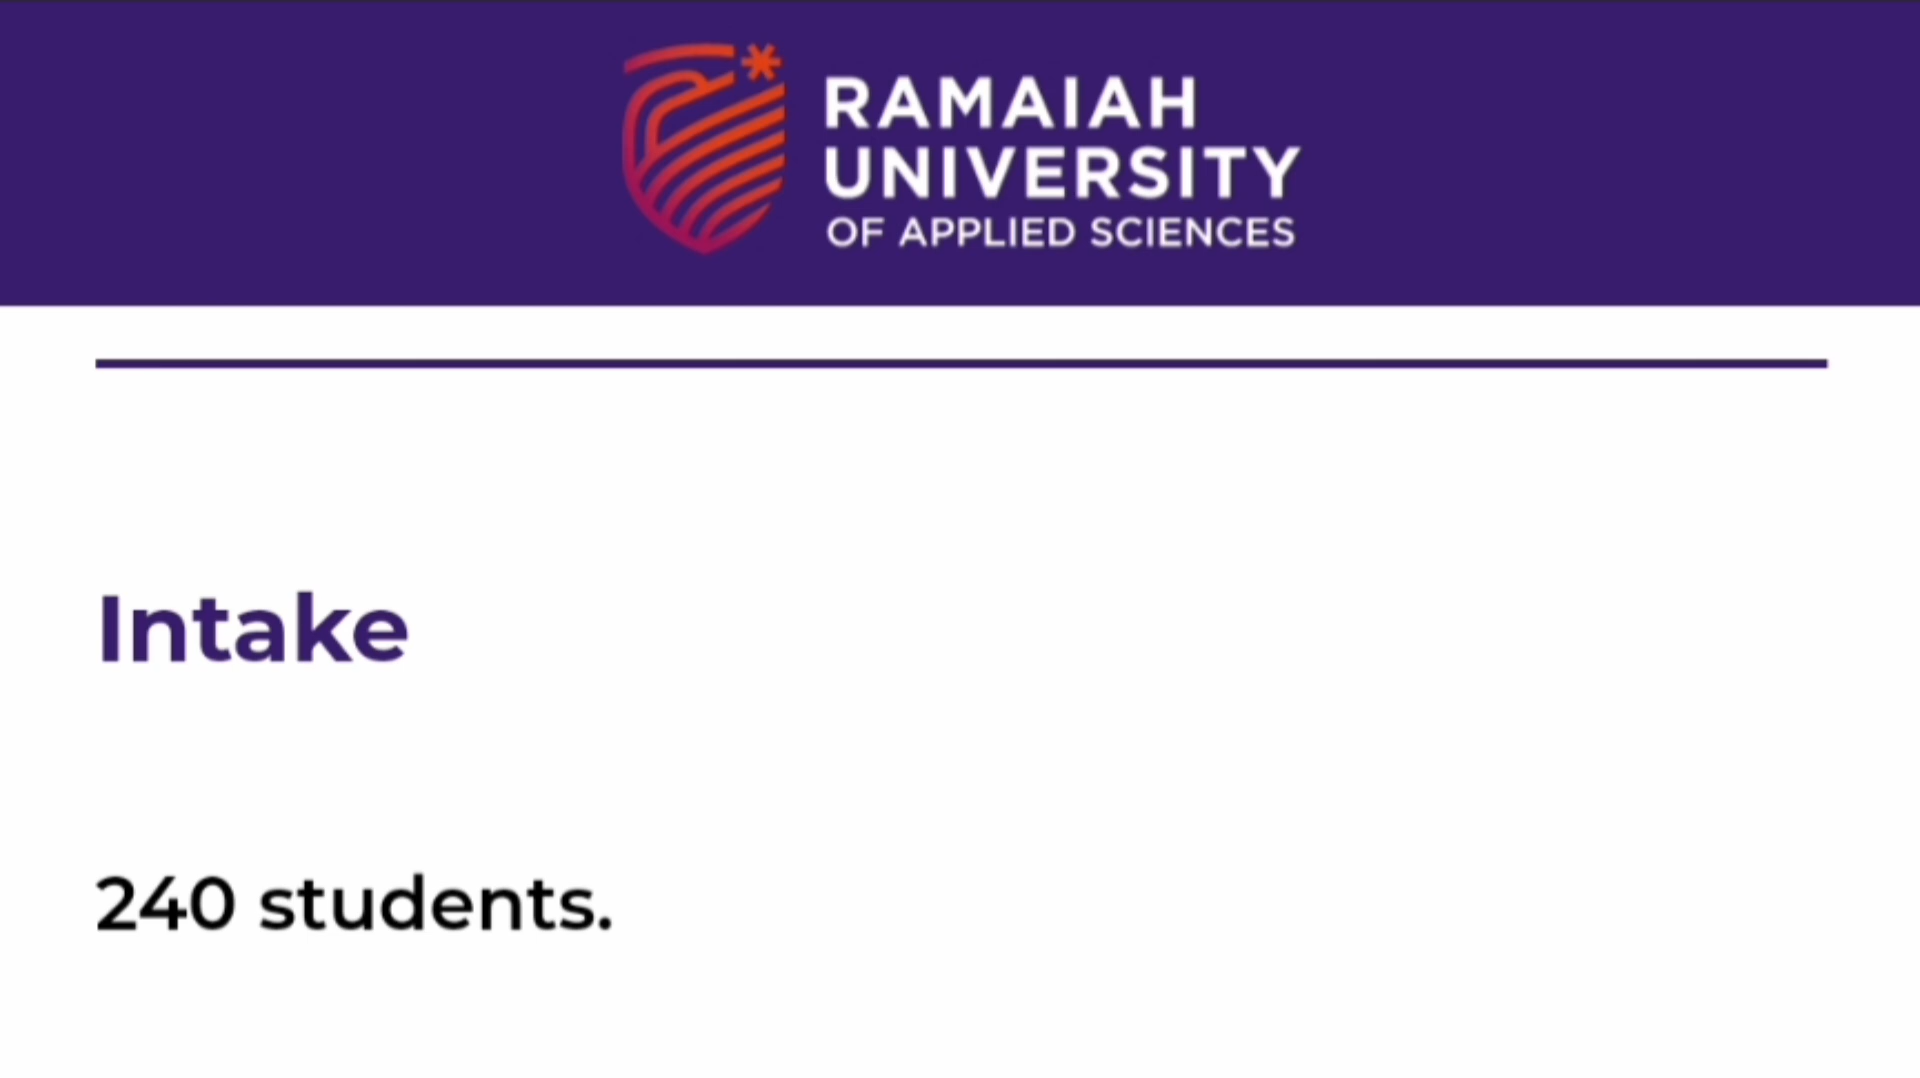 RAMAIAH
UNIVERSITY
OF APPLIED SCIENCES
Intake
240 students.